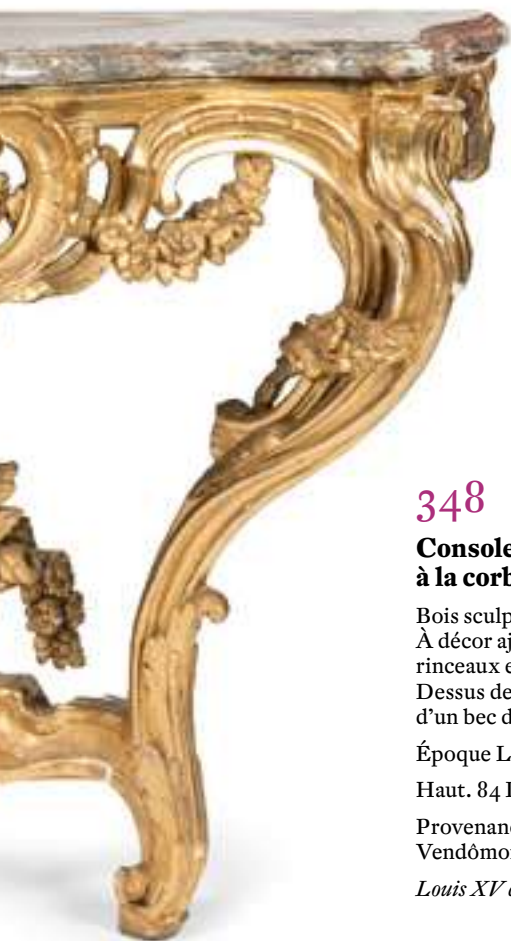 348
Console
à la corb
Bois sculp
À décor aj
rinceaux e
Dessus de
d'un bec d
Époque L
Haut. 84 I
Provenanc
Vendômo
Louis XV